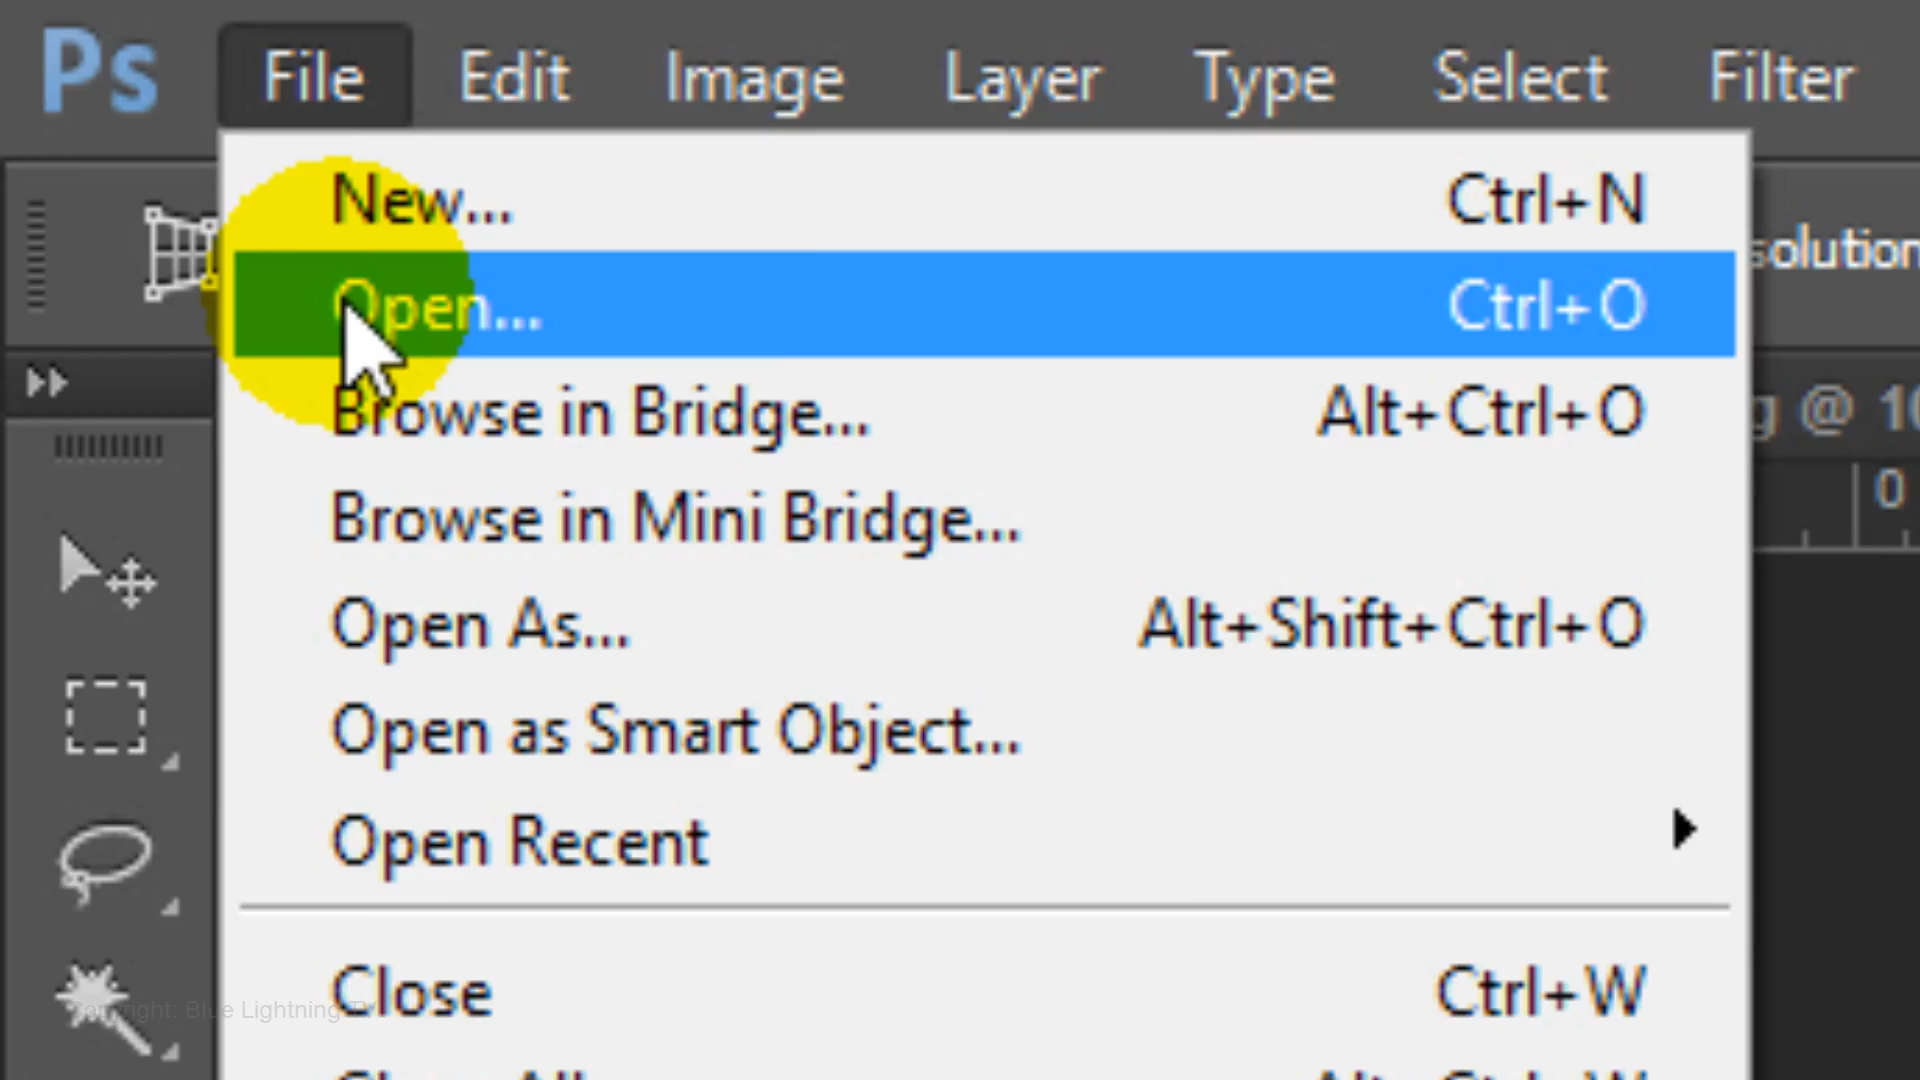 Ps File Edit Image Layer Type Select Filter
New... Ctrl+N
Open... Ctrl+O
solution
Browse in Bridge... Alt+Ctrl+O
g @ 10
Browse in Mini Bridge...
0
Open As... Alt+Shift+Ctrl+O
Open as Smart Object...
Open Recent
Close Ctrl+W
Copyright: Blue Lightning TV